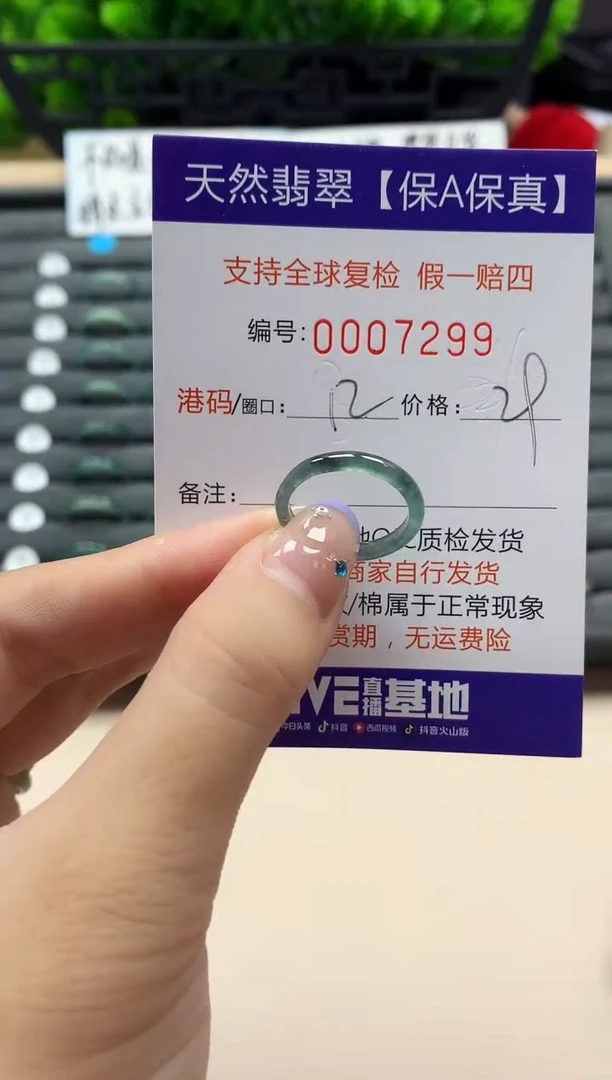 天然翡翠【保A保真】
支持全球复检 假一赔四
编号:0007299
港码/圈口: 12 价格:
备注:
质检发货
商家自行发货
/棉属于正常现象
赏期，无运费险
直播基地
今日头条 抖音 西瓜视频 抖音火山版